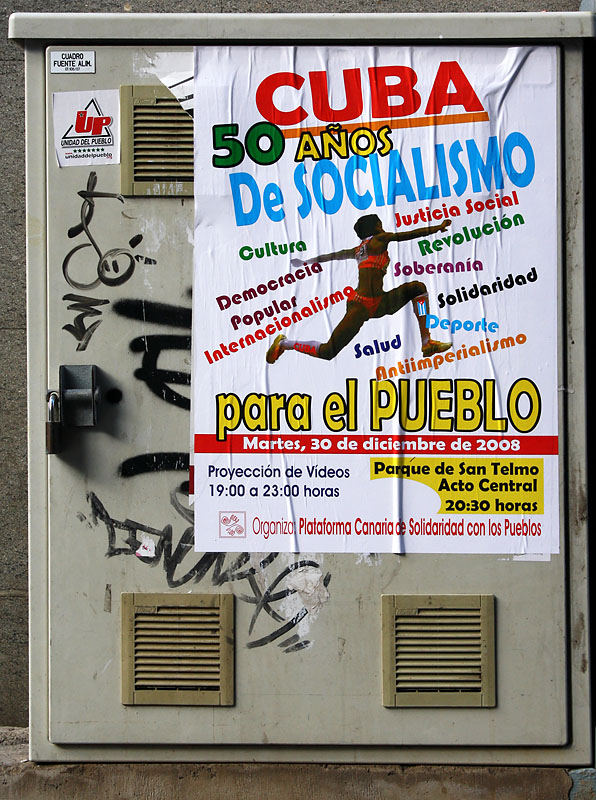 CUADRO
FUENTE ALIM.
UP
UNIDAD DEL PUEBLO
unidaddelpueblo
CUBA
50 AÑOS
De SOCIALISMO
Justicia Social
Cultura
Revolución
Democracia
Popular
Soberanía
Internacionalismo
Solidaridad
CUBA
Salud
Deporte
Antiimperialismo
para el PUEBLO
Martes, 30 de diciembre de 2008
Proyección de Vídeos
19:00 a 23:00 horas
Parque de San Telmo
Acto Central
20:30 horas
Organiza: Plataforma Canaria de Solidaridad con los Pueblos